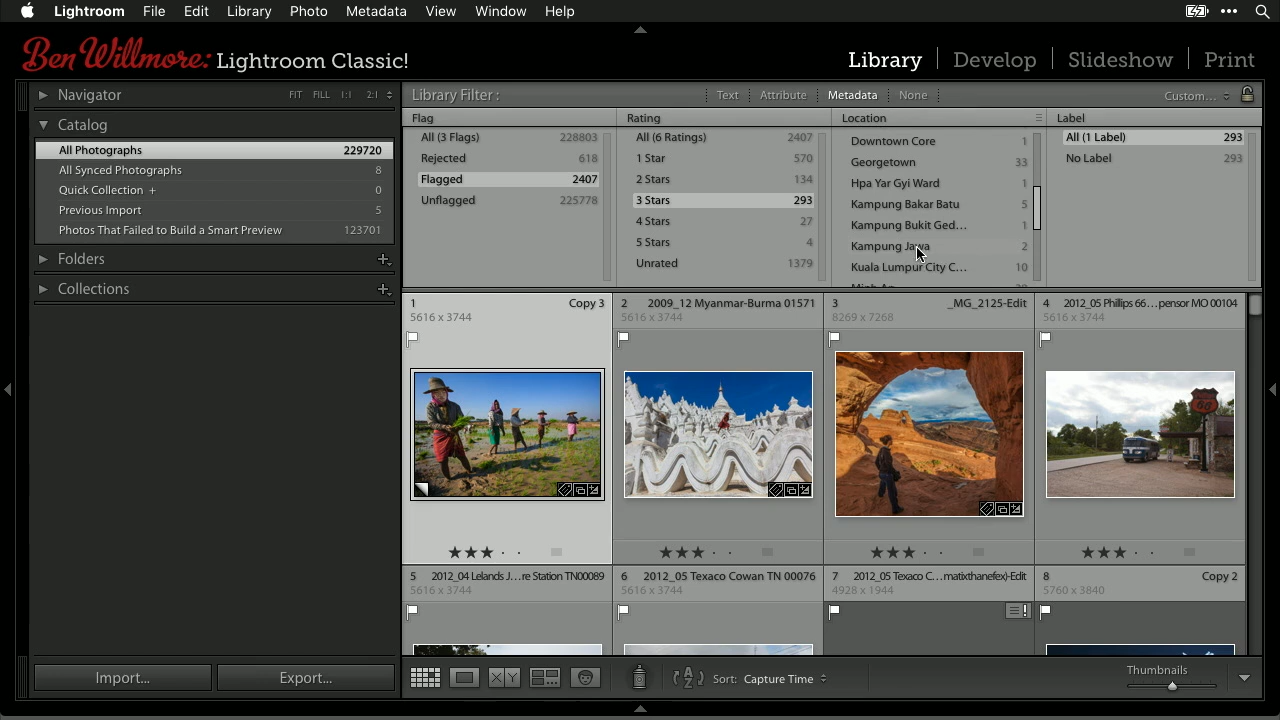 Lightroom File Edit Library Photo Metadata View Window Help
Ben Willmore: Lightroom Classic!
Library Develop Slideshow Print
Navigator FIT FILL 1:1 2:1
Library Filter : Text Attribute Metadata None Custom...
Catalog
Flag Rating Location Label
All Photographs 229720
All Synced Photographs 8
Quick Collection + 0
Previous Import 5
Photos That Failed to Build a Smart Preview 123701
Folders
Collections
All (3 Flags) 228803
Rejected 618
Flagged 2407
Unflagged 225778
All (6 Ratings) 2407
1 Star 570
2 Stars 134
3 Stars 293
4 Stars 27
5 Stars 4
Unrated 1379
Downtown Core 1
Georgetown 33
Hpa Yar Gyi Ward 1
Kampung Bakar Batu 5
Kampung Bukit Ged... 1
Kampung Jawa 2
Kuala Lumpur City C... 10
All (1 Label) 293
No Label 293
1 Copy 3
5616 x 3744
2 2009_12 Myanmar-Burma 01571
5616 x 3744
3 _MG_2125-Edit
8269 x 7268
4 2012_05 Phillips 66...pensor MO 00104
5616 x 3744
66
5 2012_04 Lelands J...re Station TN00089
5616 x 3744
6 2012_05 Texaco Cowan TN 00076
5616 x 3744
7 2012_05 Texaco C...matixthanefex)-Edit
4928 x 1944
8 Copy 2
5760 x 3840
Import... Export...
X Y
A Z
Sort: Capture Time
Thumbnails